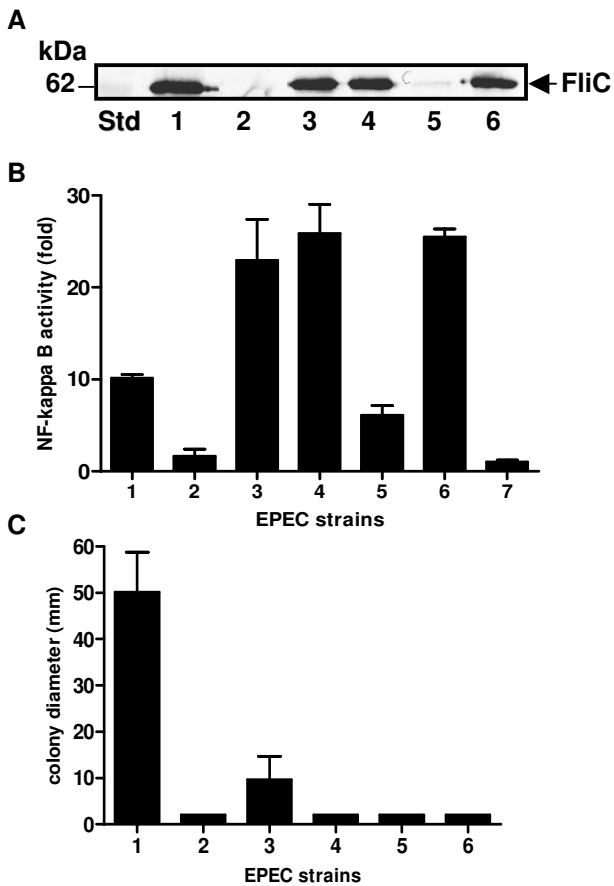 A
kDa
62
FliC
Std 1 2 3 4 5 6
B
NF-kappa B activity (fold)
30
20
10
0
1 2 3 4 5 6 7
EPEC strains
C
colony diameter (mm)
60
50
40
30
20
10
0
1 2 3 4 5 6
EPEC strains